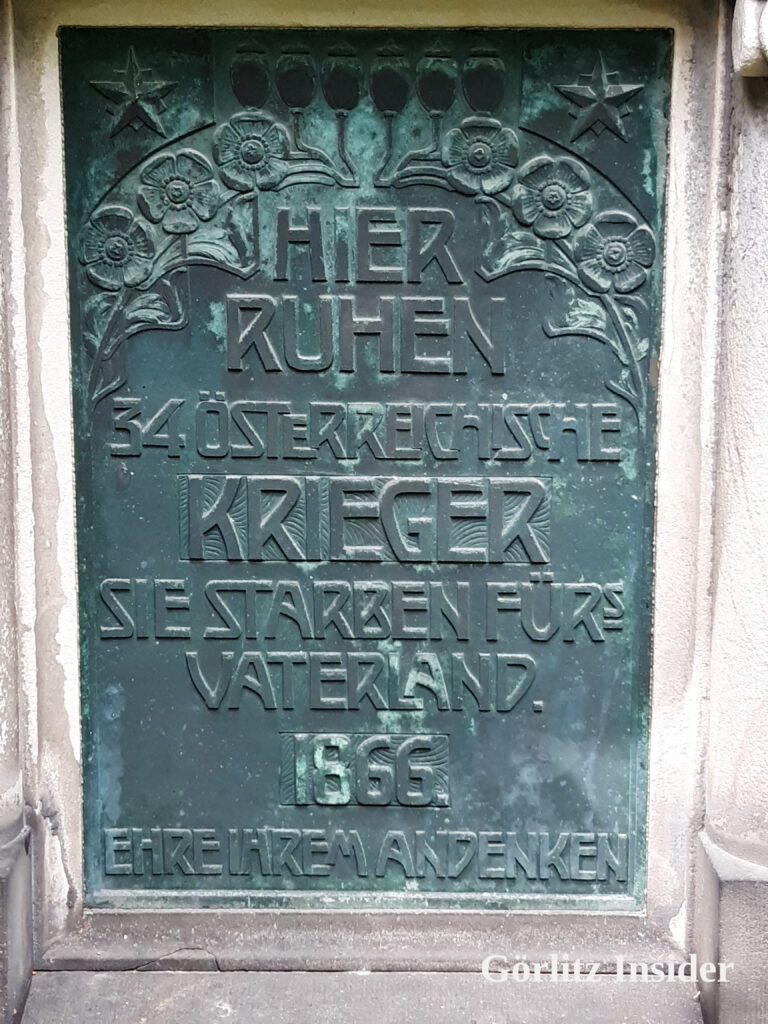 HIER
RUHEN
34 ÖSTERREICHISCHE
KRIEGER
SIE STARBEN FÜRS
VATERLAND.
1866.
EHRE IHREM ANDENKEN
Görlitz Insider